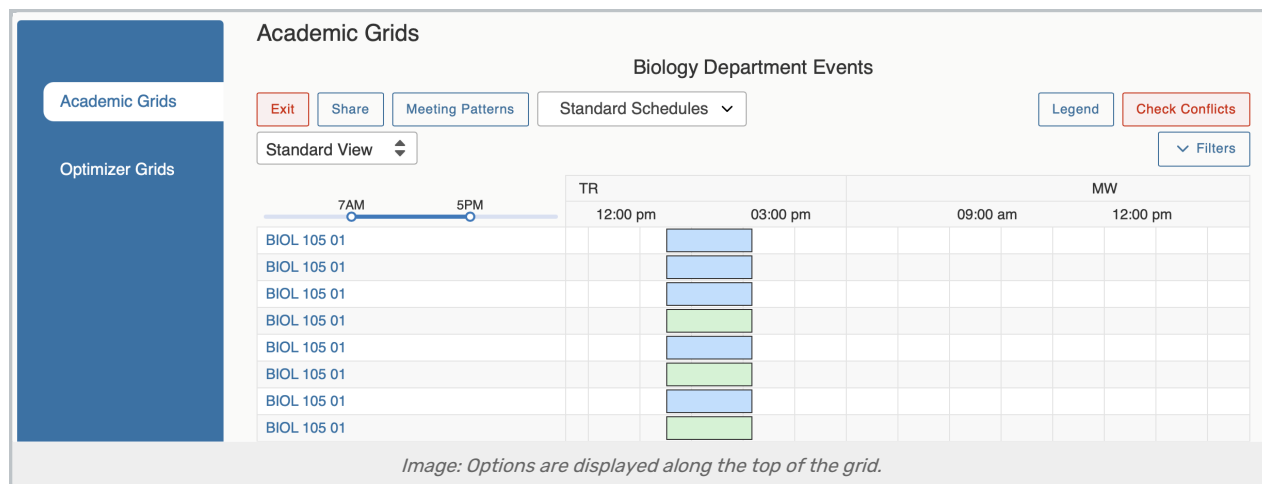 Academic Grids
Biology Department Events
Academic Grids
Optimizer Grids
Exit Share Meeting Patterns Standard Schedules Legend Check Conflicts
Standard View Filters
TR MW
7AM 5PM 12:00 pm 03:00 pm 09:00 am 12:00 pm
BIOL 105 01
BIOL 105 01
BIOL 105 01
BIOL 105 01
BIOL 105 01
BIOL 105 01
BIOL 105 01
BIOL 105 01
Image: Options are displayed along the top of the grid.